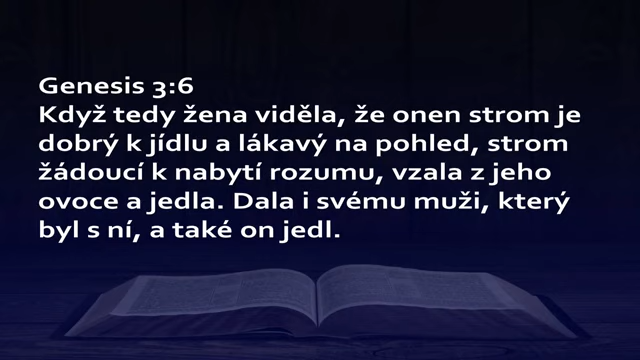 Genesis 3:6
Když tedy žena viděla, že onen strom je
dobrý k jídlu a lákavý na pohled, strom
žádoucí k nabytí rozumu, vzala z jeho
ovoce a jedla. Dala i svému muži, který
byl s ní, a také on jedl.